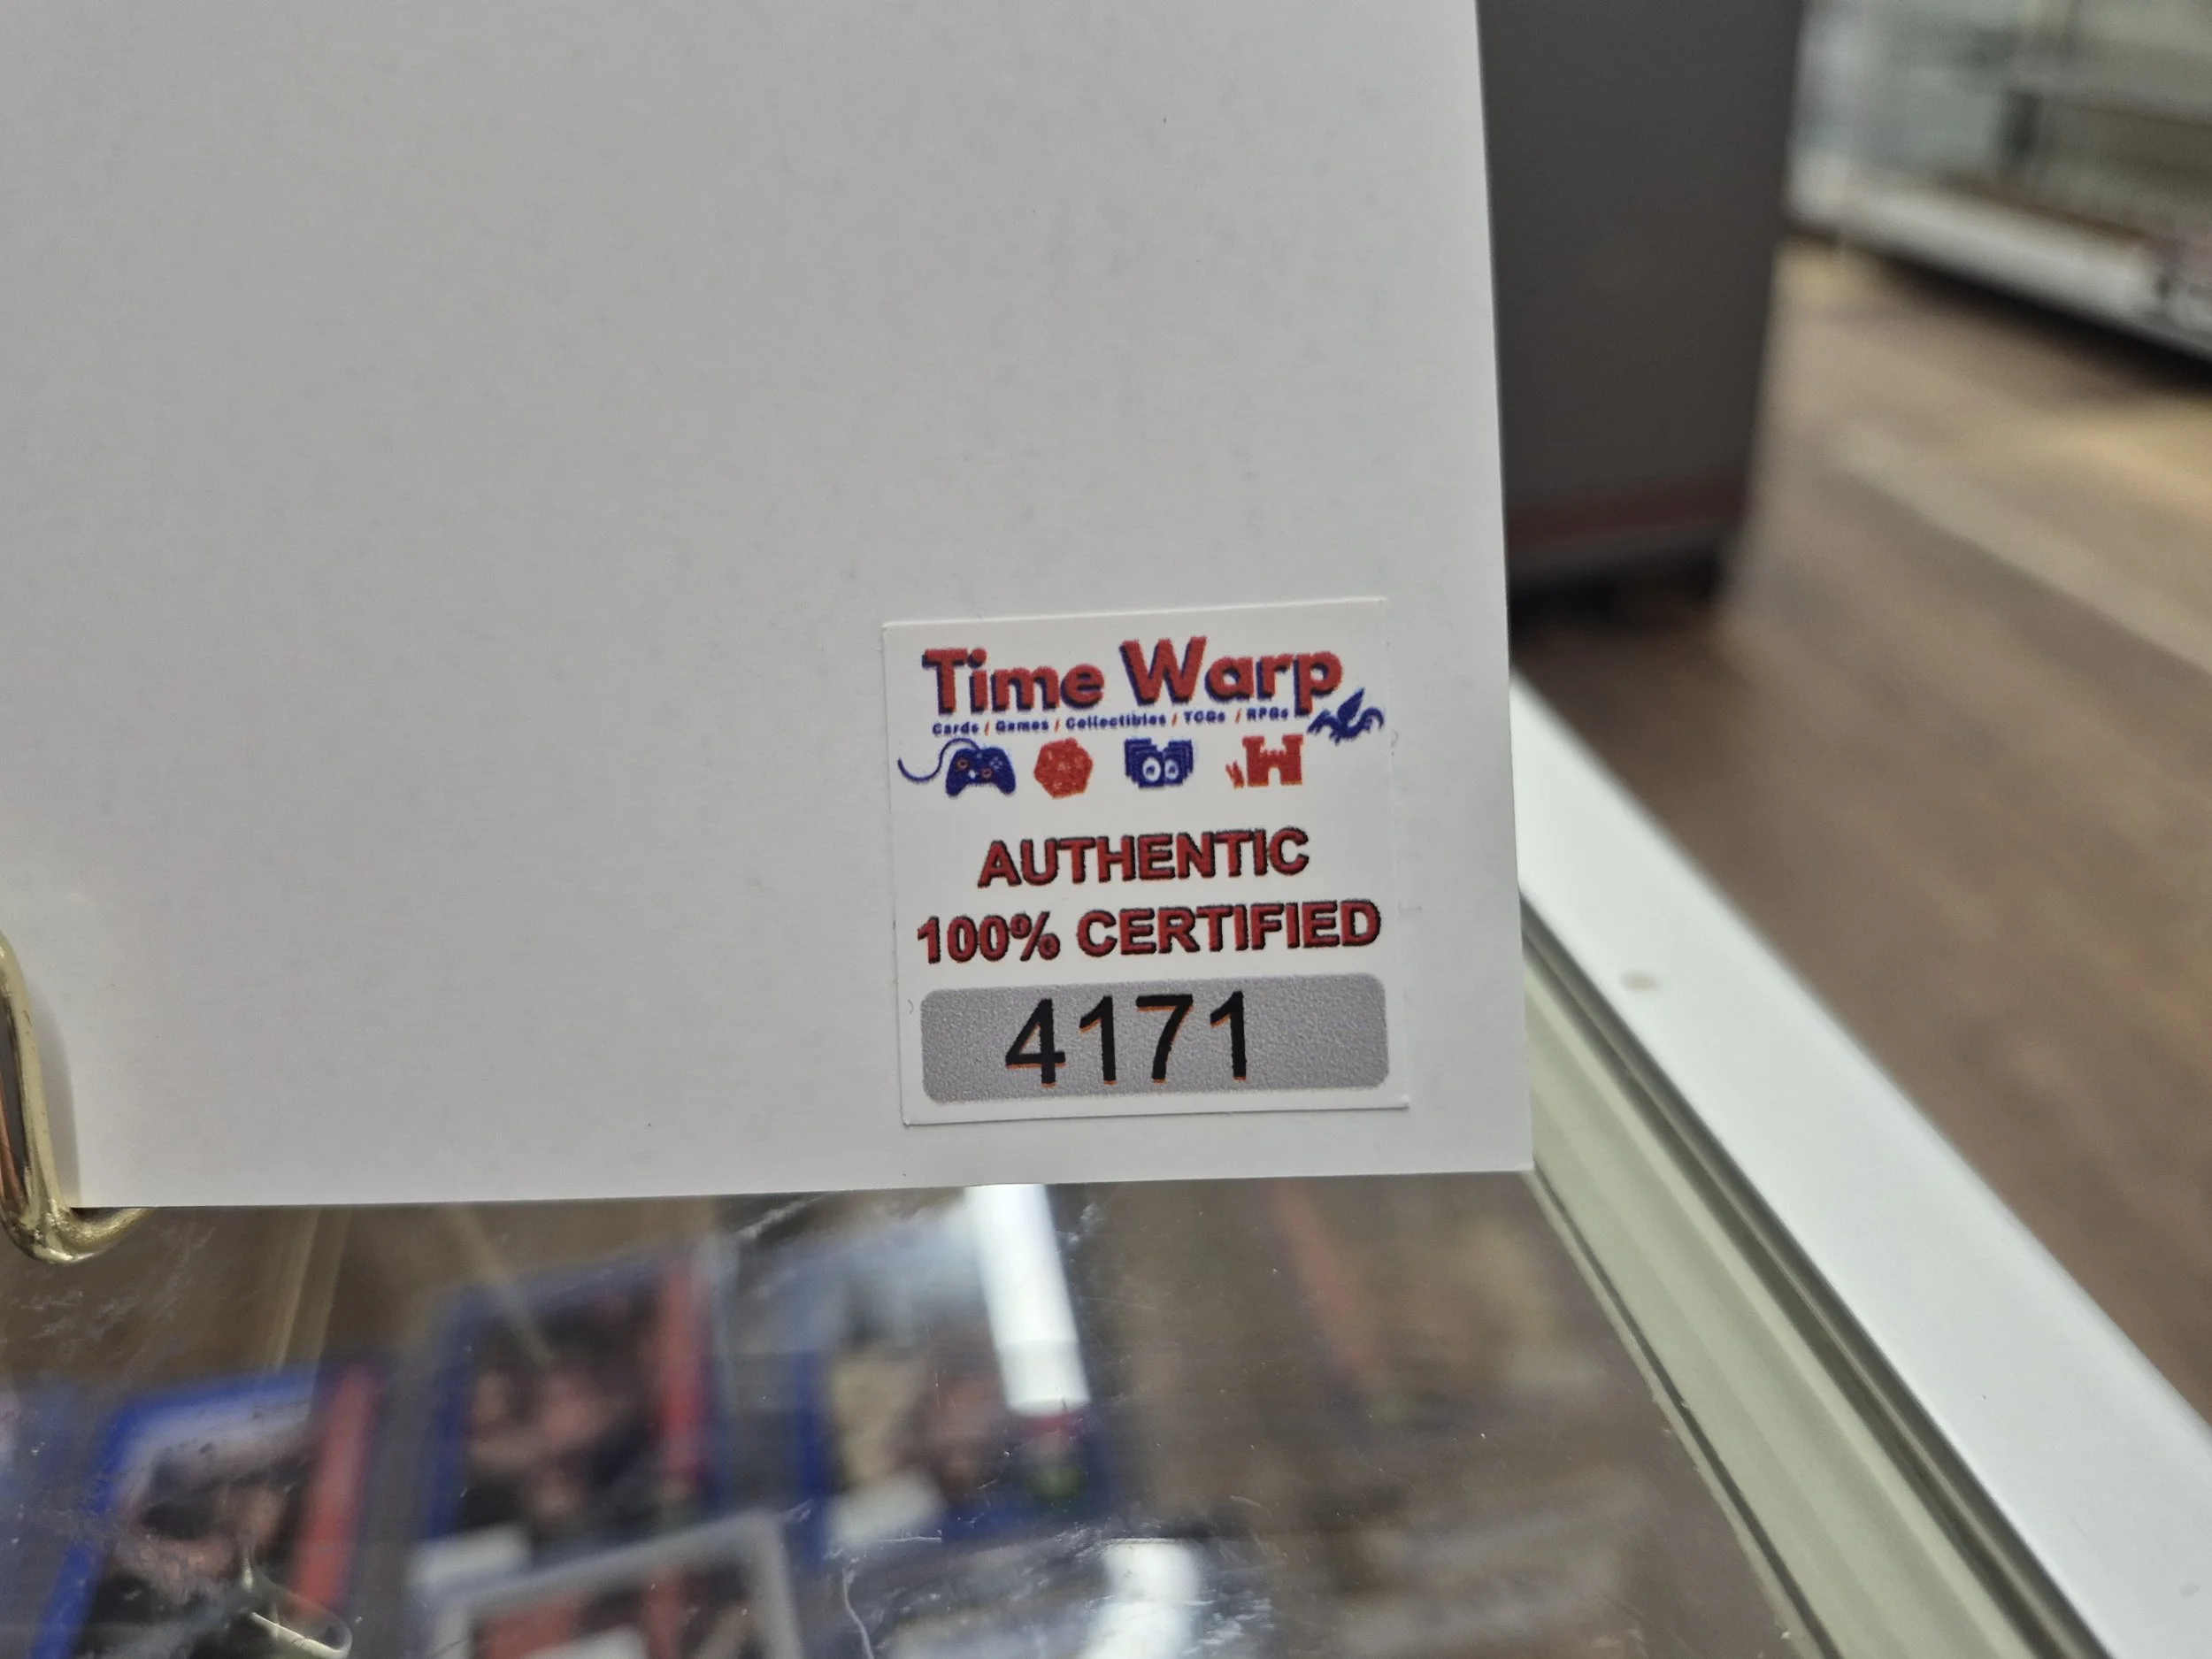 Time Warp
Cards / Games / Collectibles / TCGs / RPGs
AUTHENTIC
100% CERTIFIED
4171